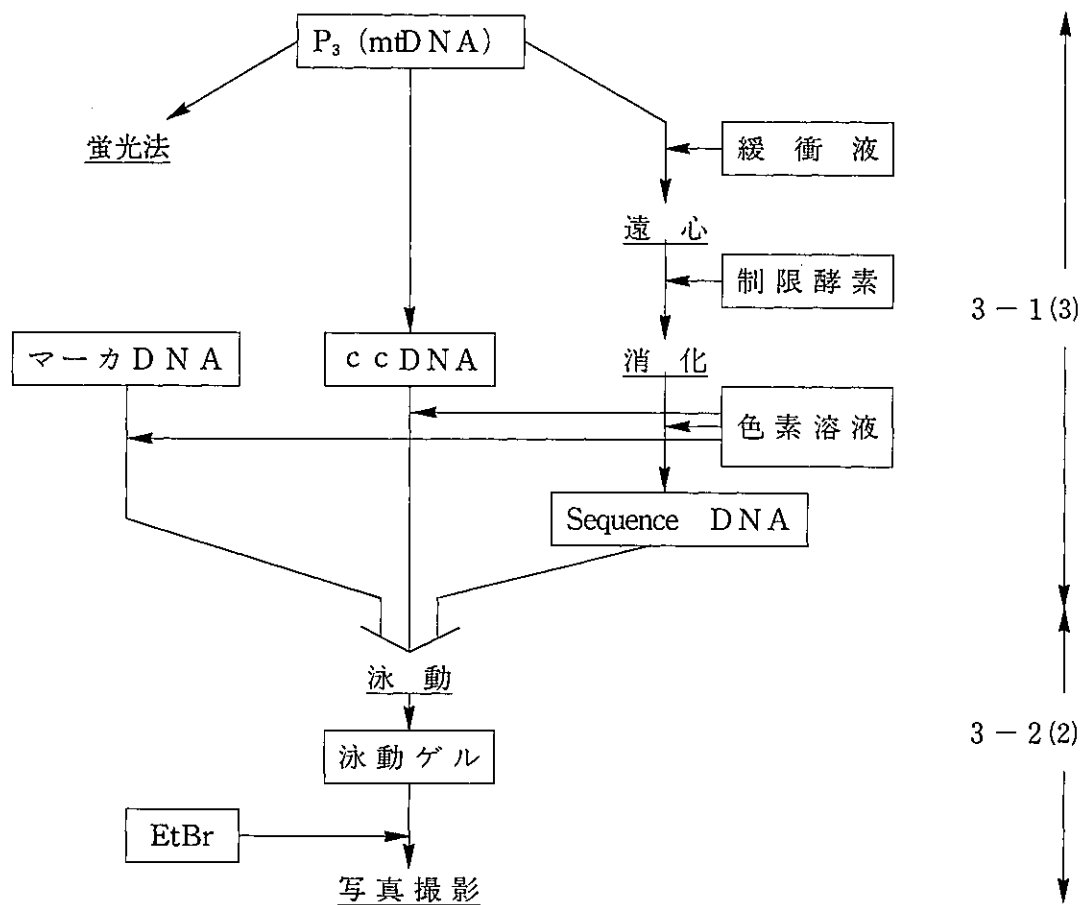 P₃ (mtDNA)
蛍光法
緩衝液
遠心
制限酵素
3-1(3)
マーカDNA
ccDNA
消化
色素溶液
Sequence DNA
泳動
泳動ゲル
3-2(2)
EtBr
写真撮影